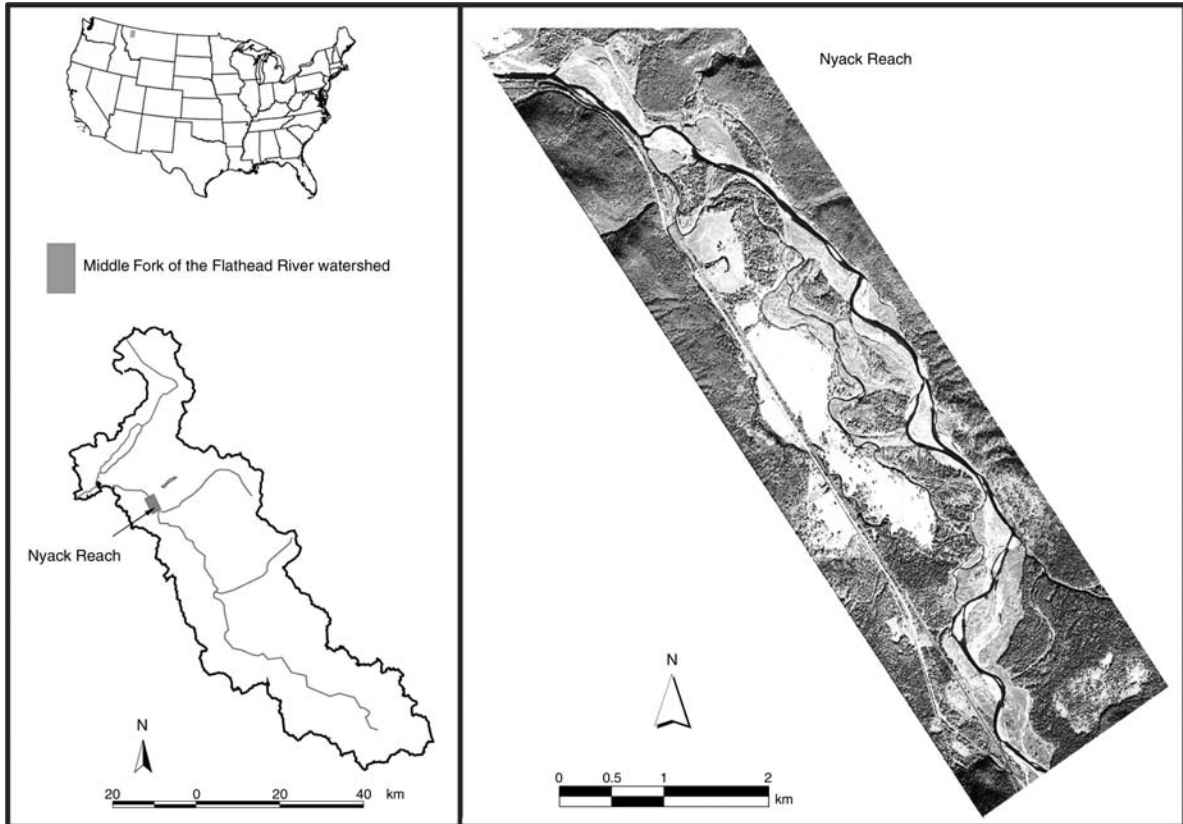 Middle Fork of the Flathead River watershed
Nyack Reach
N
20 0 20 40 km
Nyack Reach
N
0 0.5 1 2
km